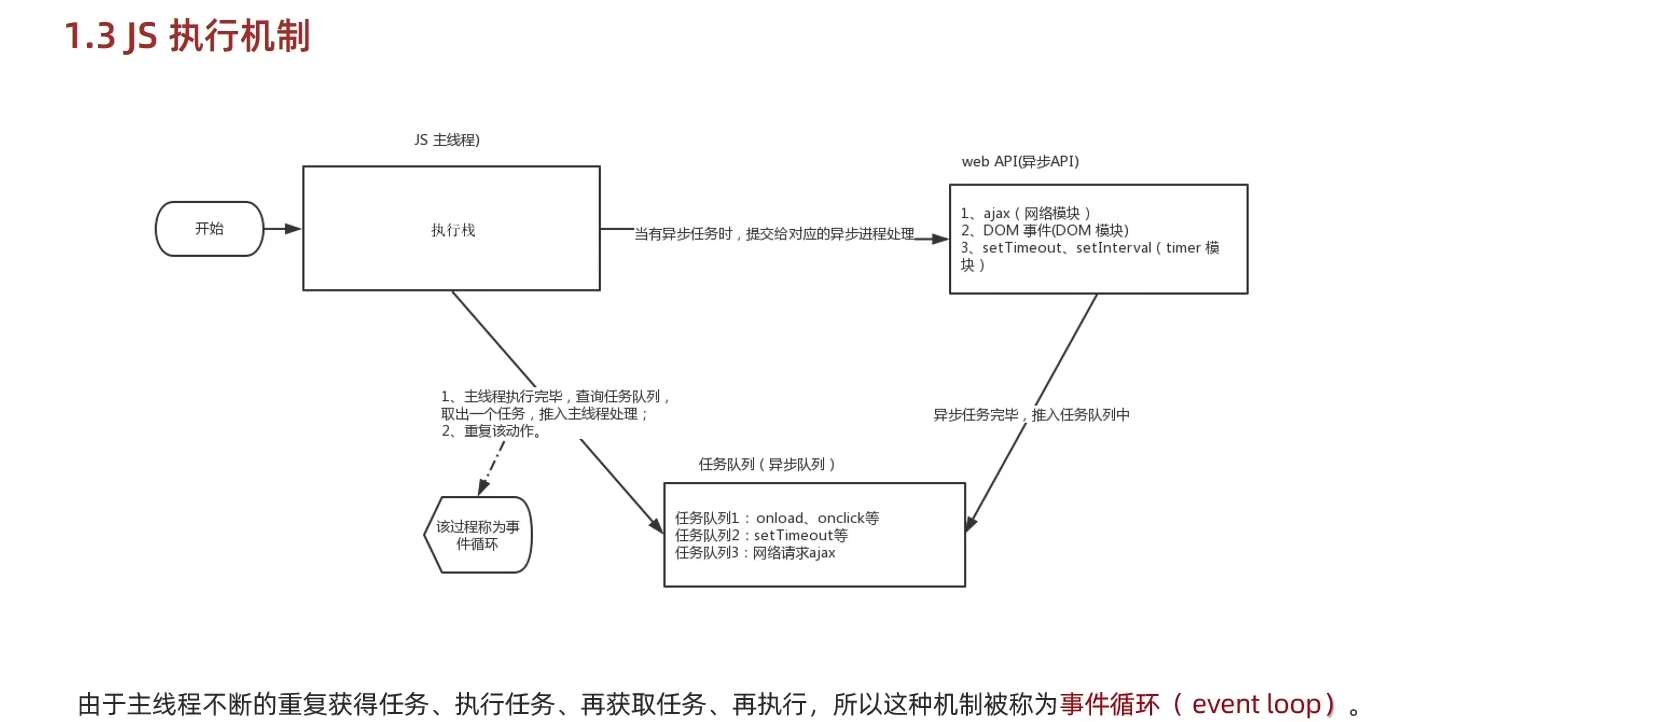 1.3 JS 执行机制
JS 主线程)
web API(异步API)
开始
执行栈
当有异步任务时，提交给对应的异步进程处理
1、ajax（网络模块）
2、DOM 事件(DOM 模块)
3、setTimeout、setInterval（timer 模
块）
1、主线程执行完毕，查询任务队列，
取出一个任务，推入主线程处理；
2、重复该动作。
异步任务完毕，推入任务队列中
任务队列（异步队列）
该过程称为事
件循环
任务队列1：onload、onclick等
任务队列2：setTimeout等
任务队列3：网络请求ajax
由于主线程不断的重复获得任务、执行任务、再获取任务、再执行，所以这种机制被称为事件循环（ event loop）。